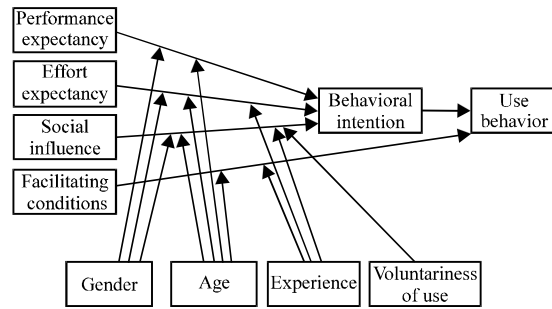 Performance
expectancy
Effort
expectancy
Social
influence
Facilitating
conditions
Behavioral
intention
Use
behavior
Gender
Age
Experience
Voluntariness
of use